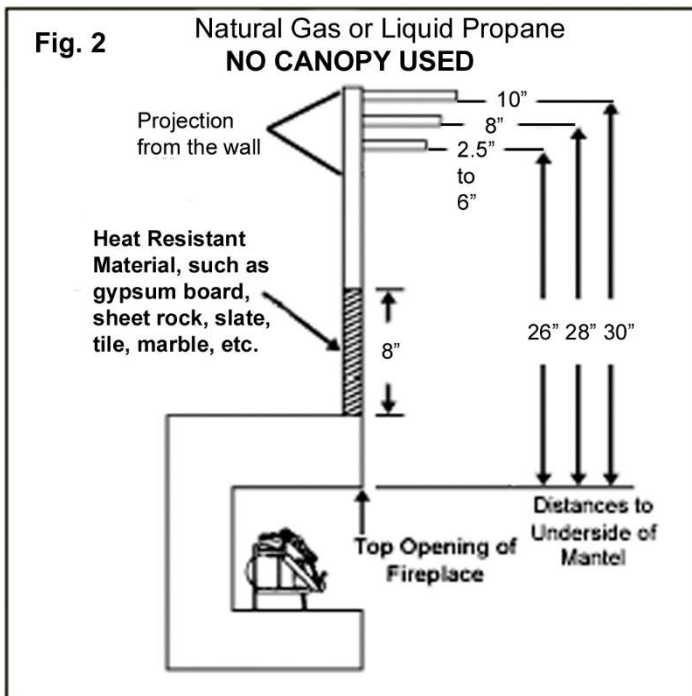 Fig. 2
Natural Gas or Liquid Propane
NO CANOPY USED
Projection
from the wall
10”
8”
2.5”
to
6”
Heat Resistant
Material, such as
gypsum board,
sheet rock, slate,
tile, marble, etc.
8”
26” 28” 30”
Top Opening of
Fireplace
Distances to
Underside of
Mantel